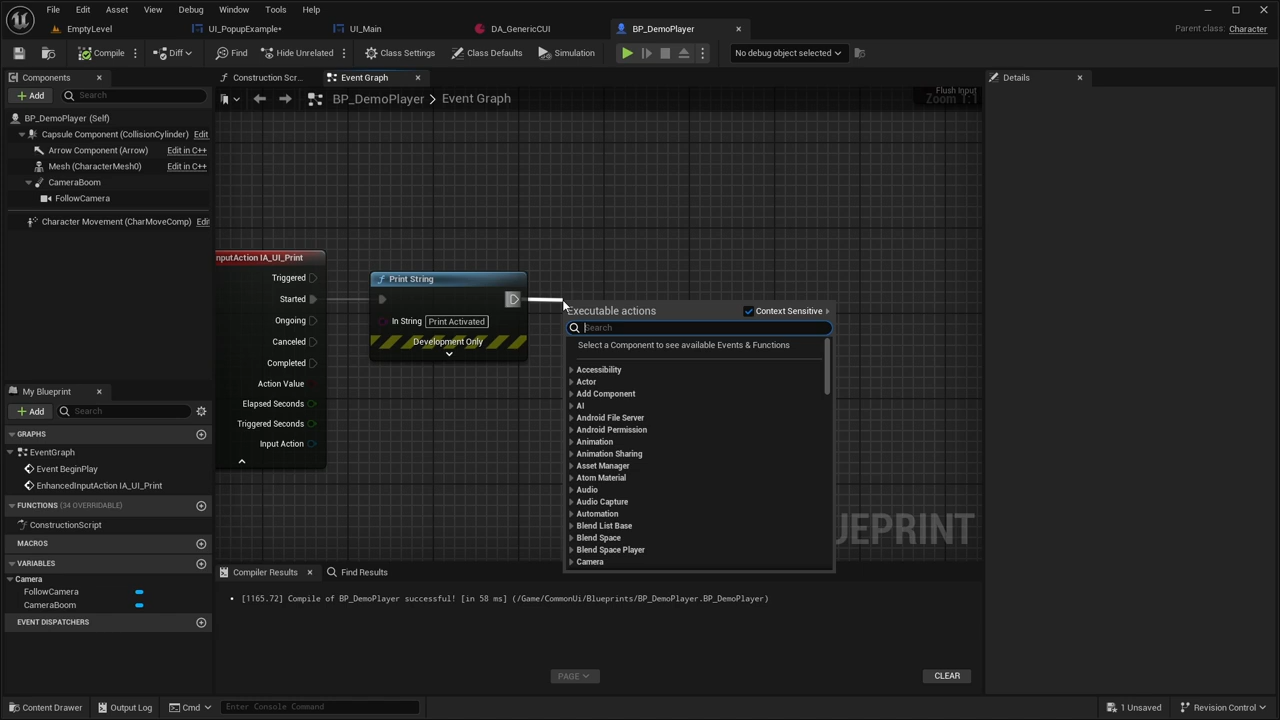 File Edit Asset View Debug Window Tools Help
EmptyLevel UI_PopupExample* UI_Main DA_GenericCUI BP_DemoPlayer Parent class: Character
Compile Diff Find Hide Unrelated Class Settings Class Defaults Simulation No debug object selected
Components
Add Search
BP_DemoPlayer (Self)
Capsule Component (CollisionCylinder) Edit
Arrow Component (Arrow) Edit in C++
Mesh (CharacterMesh0) Edit in C++
CameraBoom
FollowCamera
Character Movement (CharMoveComp) Edi
My Blueprint
Add Search
GRAPHS
EventGraph
Event BeginPlay
EnhancedInputAction IA_UI_Print
FUNCTIONS (34 OVERRIDABLE)
ConstructionScript
MACROS
VARIABLES
Camera
FollowCamera
CameraBoom
EVENT DISPATCHERS
Construction Scr... Event Graph
BP_DemoPlayer > Event Graph
Flush Input
Zoom 1:1
nputAction IA_UI_Print
Triggered
Started
Ongoing
Canceled
Completed
Action Value
Elapsed Seconds
Triggered Seconds
Input Action
Print String
In String Print Activated
Development Only
Executable actions Context Sensitive
Search
Select a Component to see available Events & Functions
Accessibility
Actor
Add Component
AI
Android File Server
Android Permission
Animation
Animation Sharing
Asset Manager
Atom Material
Audio
Audio Capture
Automation
Blend List Base
Blend Space
Blend Space Player
Camera
UEPRINT
Compiler Results Find Results
[1165.72] Compile of BP_DemoPlayer successful! [in 58 ms] (/Game/CommonUi/Blueprints/BP_DemoPlayer.BP_DemoPlayer)
PAGE CLEAR
Details
Content Drawer Output Log Cmd Enter Console Command 1 Unsaved Revision Control